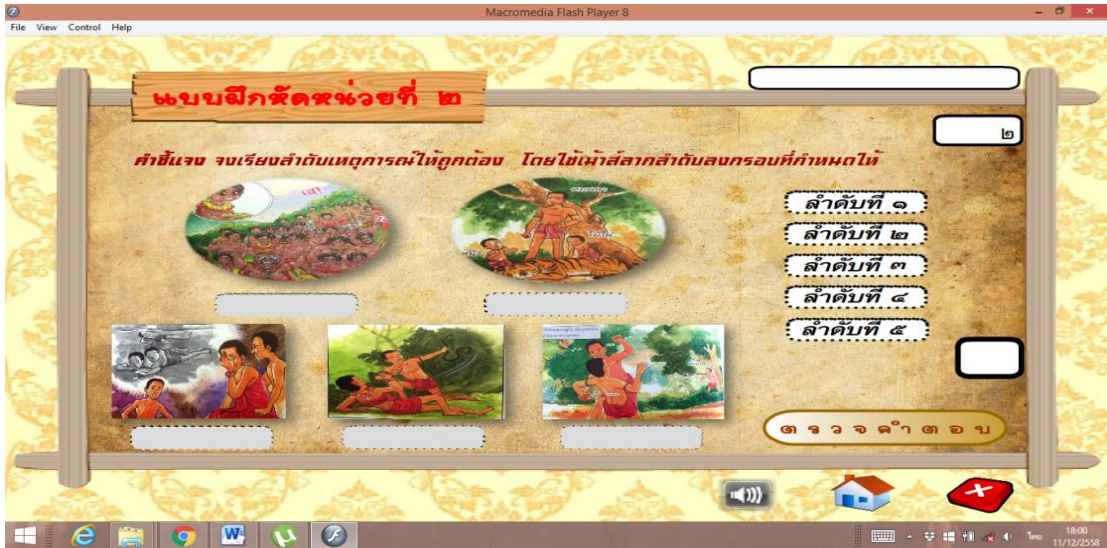 Macromedia Flash Player 8
File View Control Help
แบบฝึกหัดหน่วยที่ ๒
๒
คำชี้แจง จงเรียงลำดับเหตุการณ์ให้ถูกต้อง โดยใช้เม้าส์ลากลำดับลงกรอบที่กำหนดให้
ลำดับที่ ๑
ลำดับที่ ๒
ลำดับที่ ๓
ลำดับที่ ๔
ลำดับที่ ๕
ตรวจคำตอบ
ไทย
18:00
11/12/2558